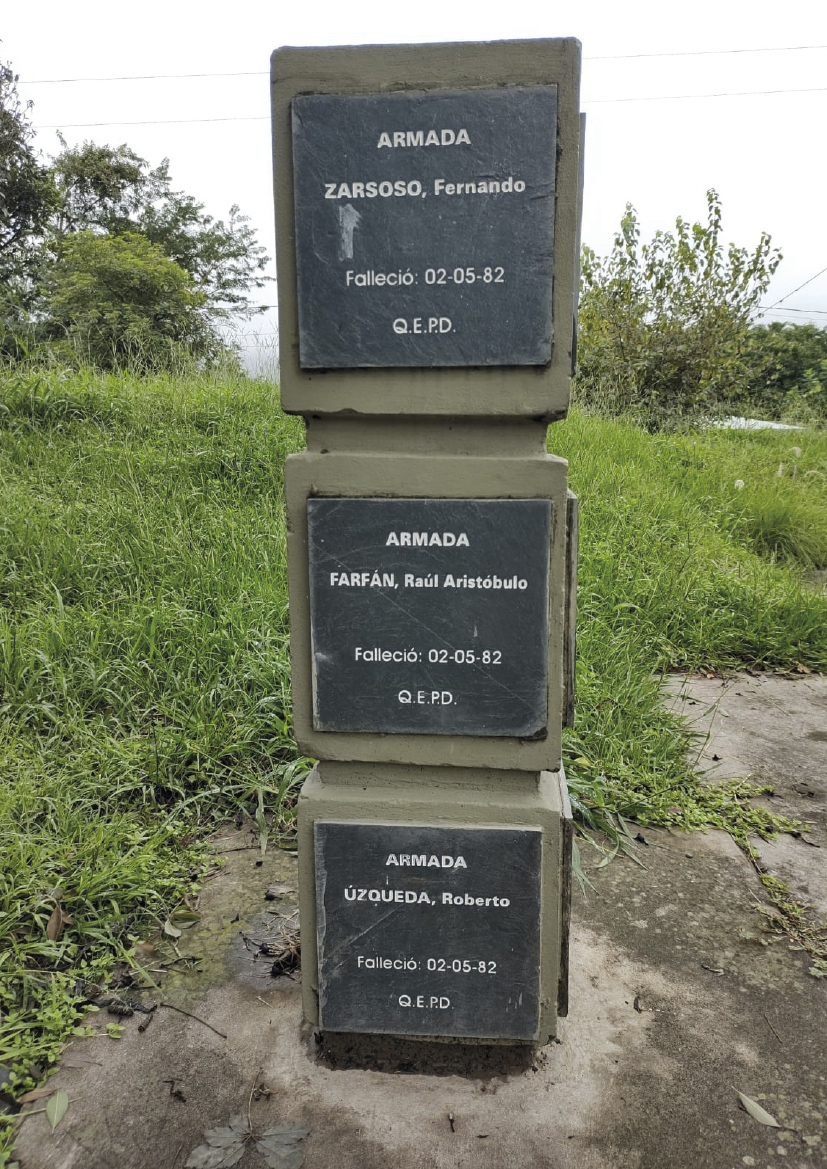 ARMADA
ZARSOSO, Fernando
Falleció: 02-05-82
Q.E.P.D.
ARMADA
FARFÁN, Raúl Aristóbulo
Falleció: 02-05-82
Q.E.P.D.
ARMADA
ÚZQUEDA, Roberto
Falleció: 02-05-82
Q.E.P.D.